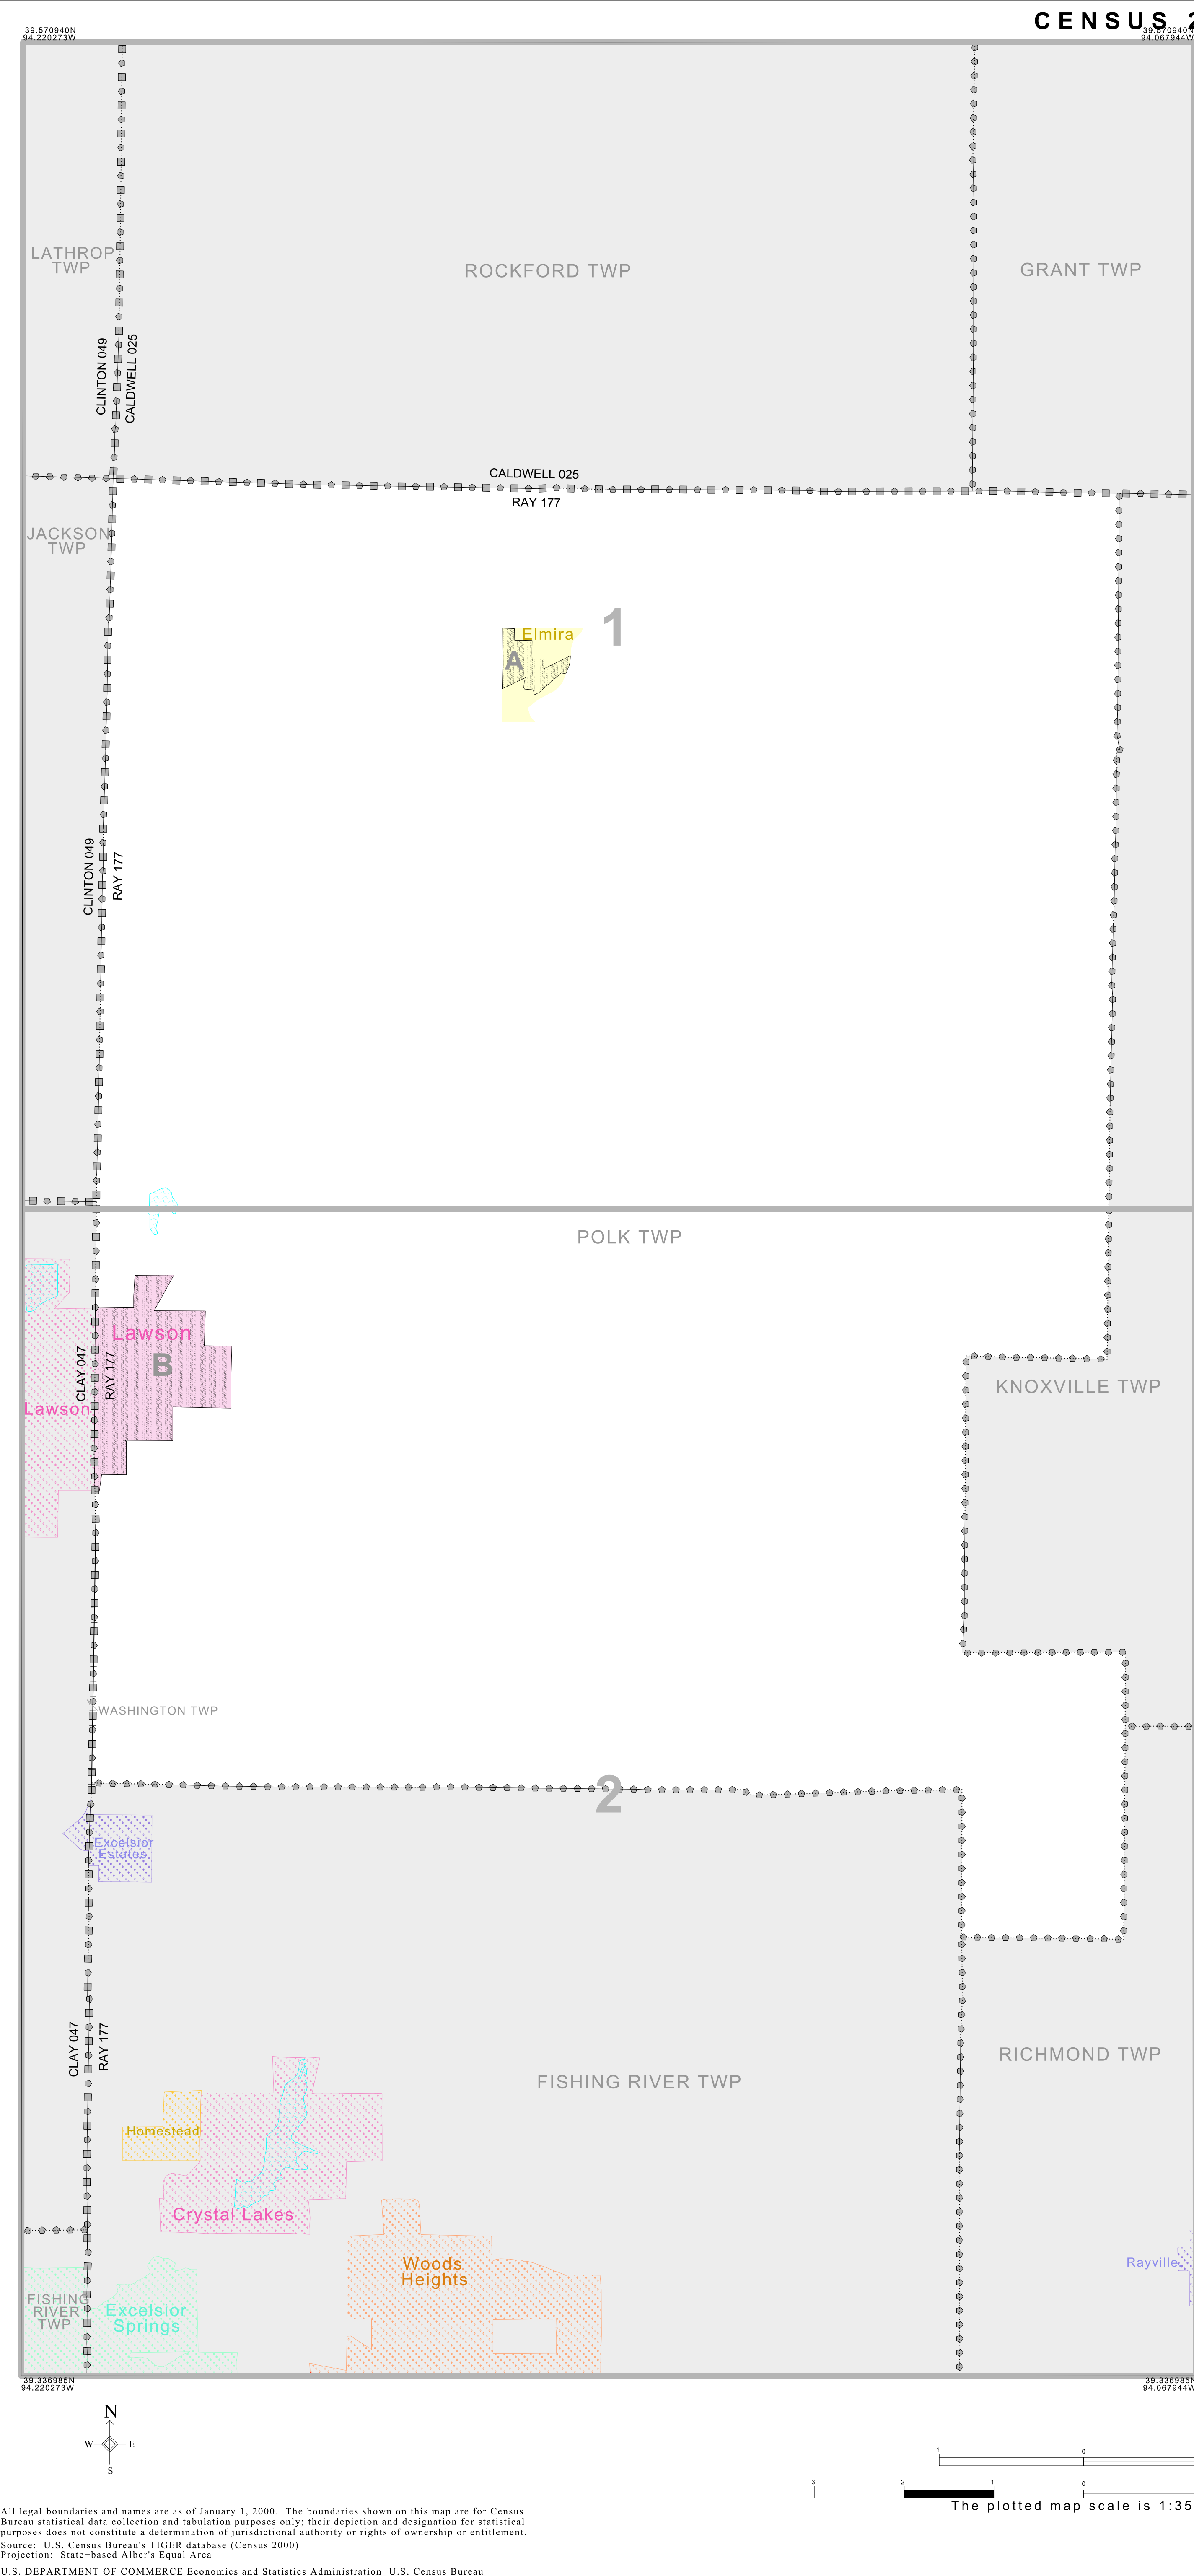 CENSUS 2
39.570940N
94.220273W
39.570940N
94.067944W
LATHROP
TWP
ROCKFORD TWP
GRANT TWP
CLINTON 049
CALDWELL 025
CALDWELL 025
RAY 177
JACKSON
TWP
1
Elmira
A
CLINTON 049
RAY 177
POLK TWP
Lawson
B
CLAY 047
RAY 177
Lawson
KNOXVILLE TWP
WASHINGTON TWP
2
Excelsior
Estates
CLAY 047
RAY 177
RICHMOND TWP
FISHING RIVER TWP
Homestead
Crystal Lakes
Woods
Heights
Rayville
FISHING
RIVER
TWP
Excelsior
Springs
39.336985N
94.220273W
39.336985N
94.067944W
N
W E
S
1 0
3 2 1 0
The plotted map scale is 1:35
All legal boundaries and names are as of January 1, 2000. The boundaries shown on this map are for Census
Bureau statistical data collection and tabulation purposes only; their depiction and designation for statistical
purposes does not constitute a determination of jurisdictional authority or rights of ownership or entitlement.
Source: U.S. Census Bureau's TIGER database (Census 2000)
Projection: State-based Alber's Equal Area
U.S. DEPARTMENT OF COMMERCE Economics and Statistics Administration U.S. Census Bureau